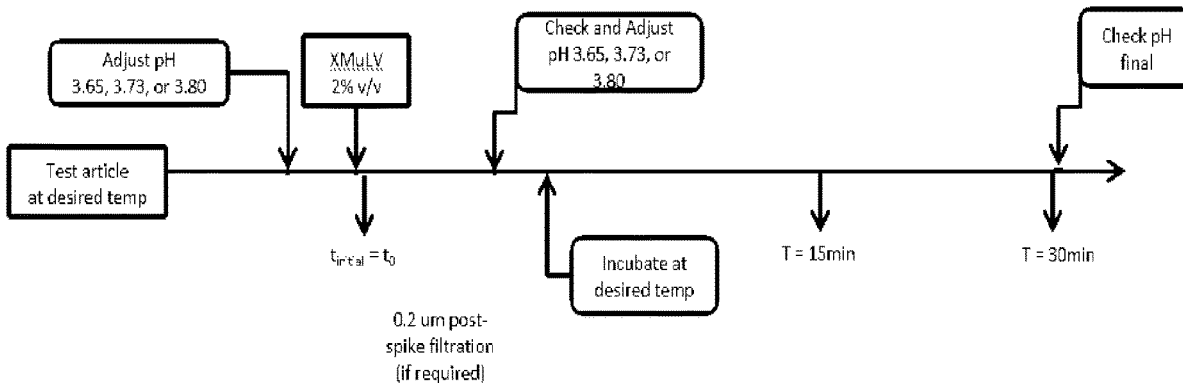 Adjust pH
3.65, 3.73, or 3.80
XMuLV
2% v/v
Check and Adjust
pH 3.65, 3.73, or
3.80
Check pH
final
Test article
at desired temp
t_initial = t_0
Incubate at
desired temp
T = 15min
T = 30min
0.2 um post-
spike filtration
(if required)